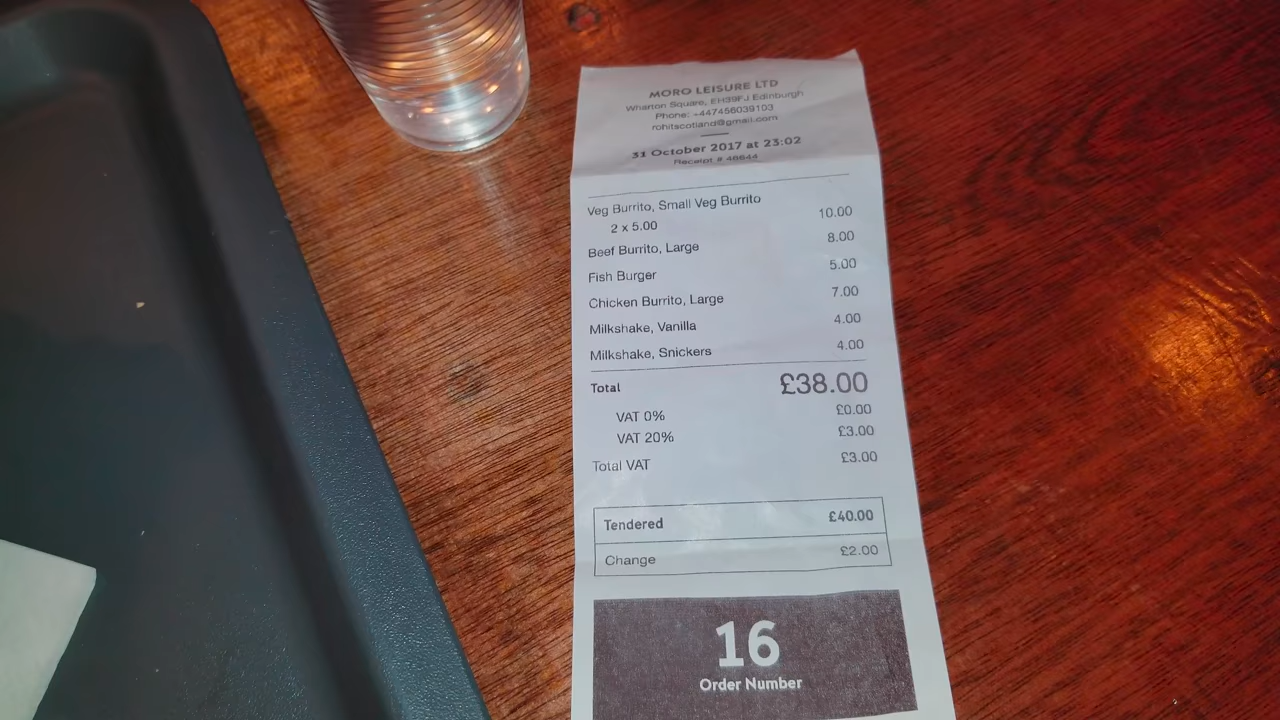 MORO LEISURE LTD
Wharton Square, EH39FJ Edinburgh
Phone: +447456039103
rohitscotland@gmail.com
31 October 2017 at 23:02
Receipt # 46644
Veg Burrito, Small Veg Burrito
2 x 5.00 10.00
Beef Burrito, Large 8.00
Fish Burger 5.00
Chicken Burrito, Large 7.00
Milkshake, Vanilla 4.00
Milkshake, Snickers 4.00
Total £38.00
VAT 0% £0.00
VAT 20% £3.00
Total VAT £3.00
Tendered £40.00
Change £2.00
16
Order Number